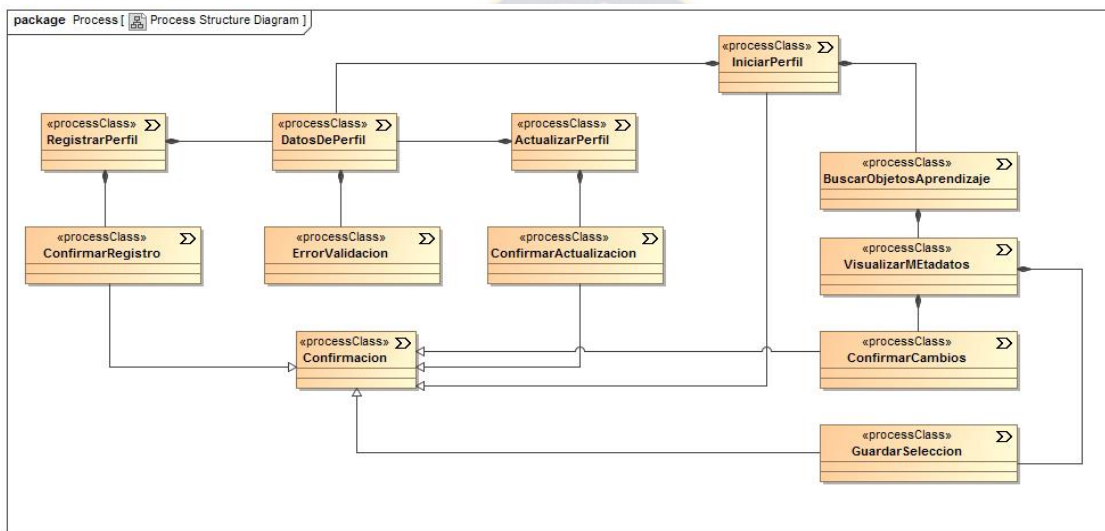 package Process [ Process Structure Diagram ]
«processClass»
IniciarPerfil
«processClass»
RegistrarPerfil
«processClass»
DatosDePerfil
«processClass»
ActualizarPerfil
«processClass»
BuscarObjetosAprendizaje
«processClass»
ConfirmarRegistro
«processClass»
ErrorValidacion
«processClass»
ConfirmarActualizacion
«processClass»
VisualizarMEtadatos
«processClass»
Confirmacion
«processClass»
ConfirmarCambios
«processClass»
GuardarSeleccion